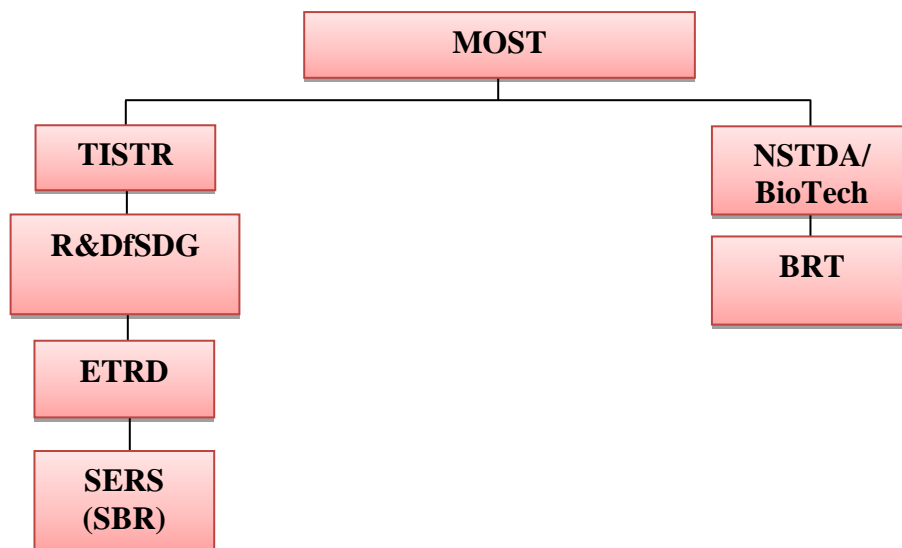 MOST
TISTR
NSTDA/
BioTech
R&DfSDG
BRT
ETRD
SERS
(SBR)